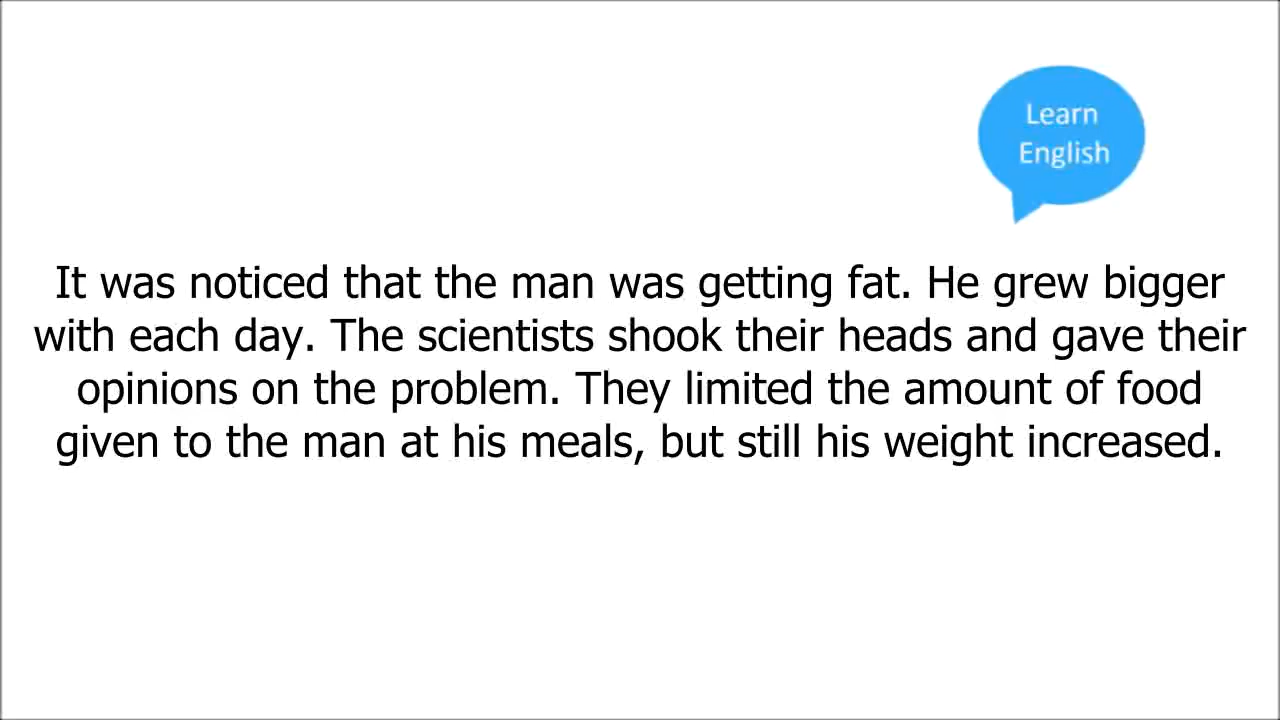 Learn
English
It was noticed that the man was getting fat. He grew bigger
with each day. The scientists shook their heads and gave their
opinions on the problem. They limited the amount of food
given to the man at his meals, but still his weight increased.